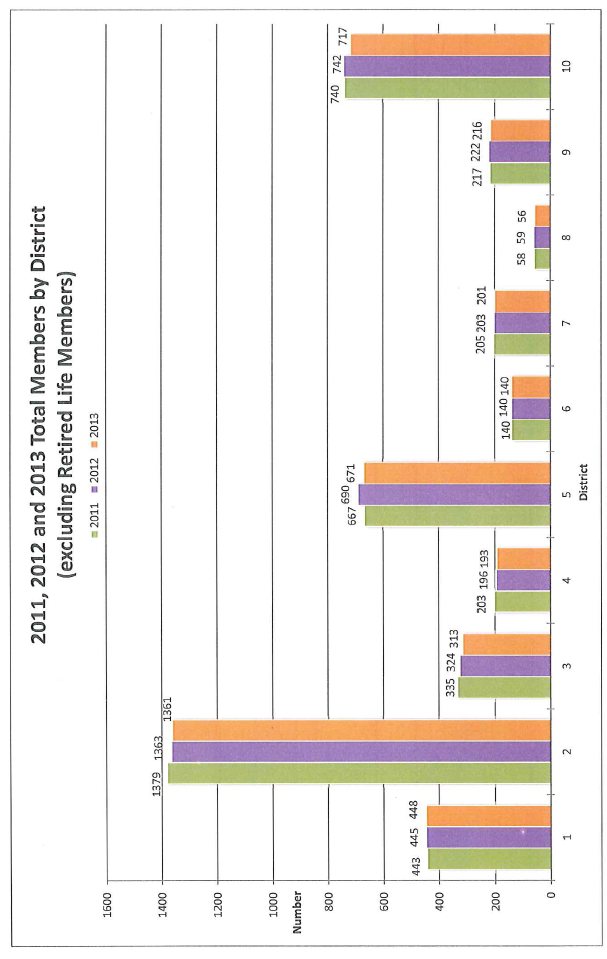 2011, 2012 and 2013 Total Members by District
(excluding Retired Life Members)
2011 2012 2013
1600
1400
1200
1000
800
600
400
200
0
Number
443 445 448
1379 1363 1361
335 324 313
203 196 193
667 690 671
140 140 140
205 203 201
58 59 56
217 222 216
740 742 717
1 2 3 4 5 6 7 8 9 10
District